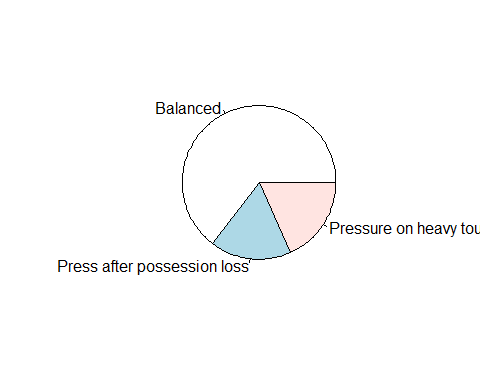 Balanced
Pressure on heavy tou
Press after possession loss